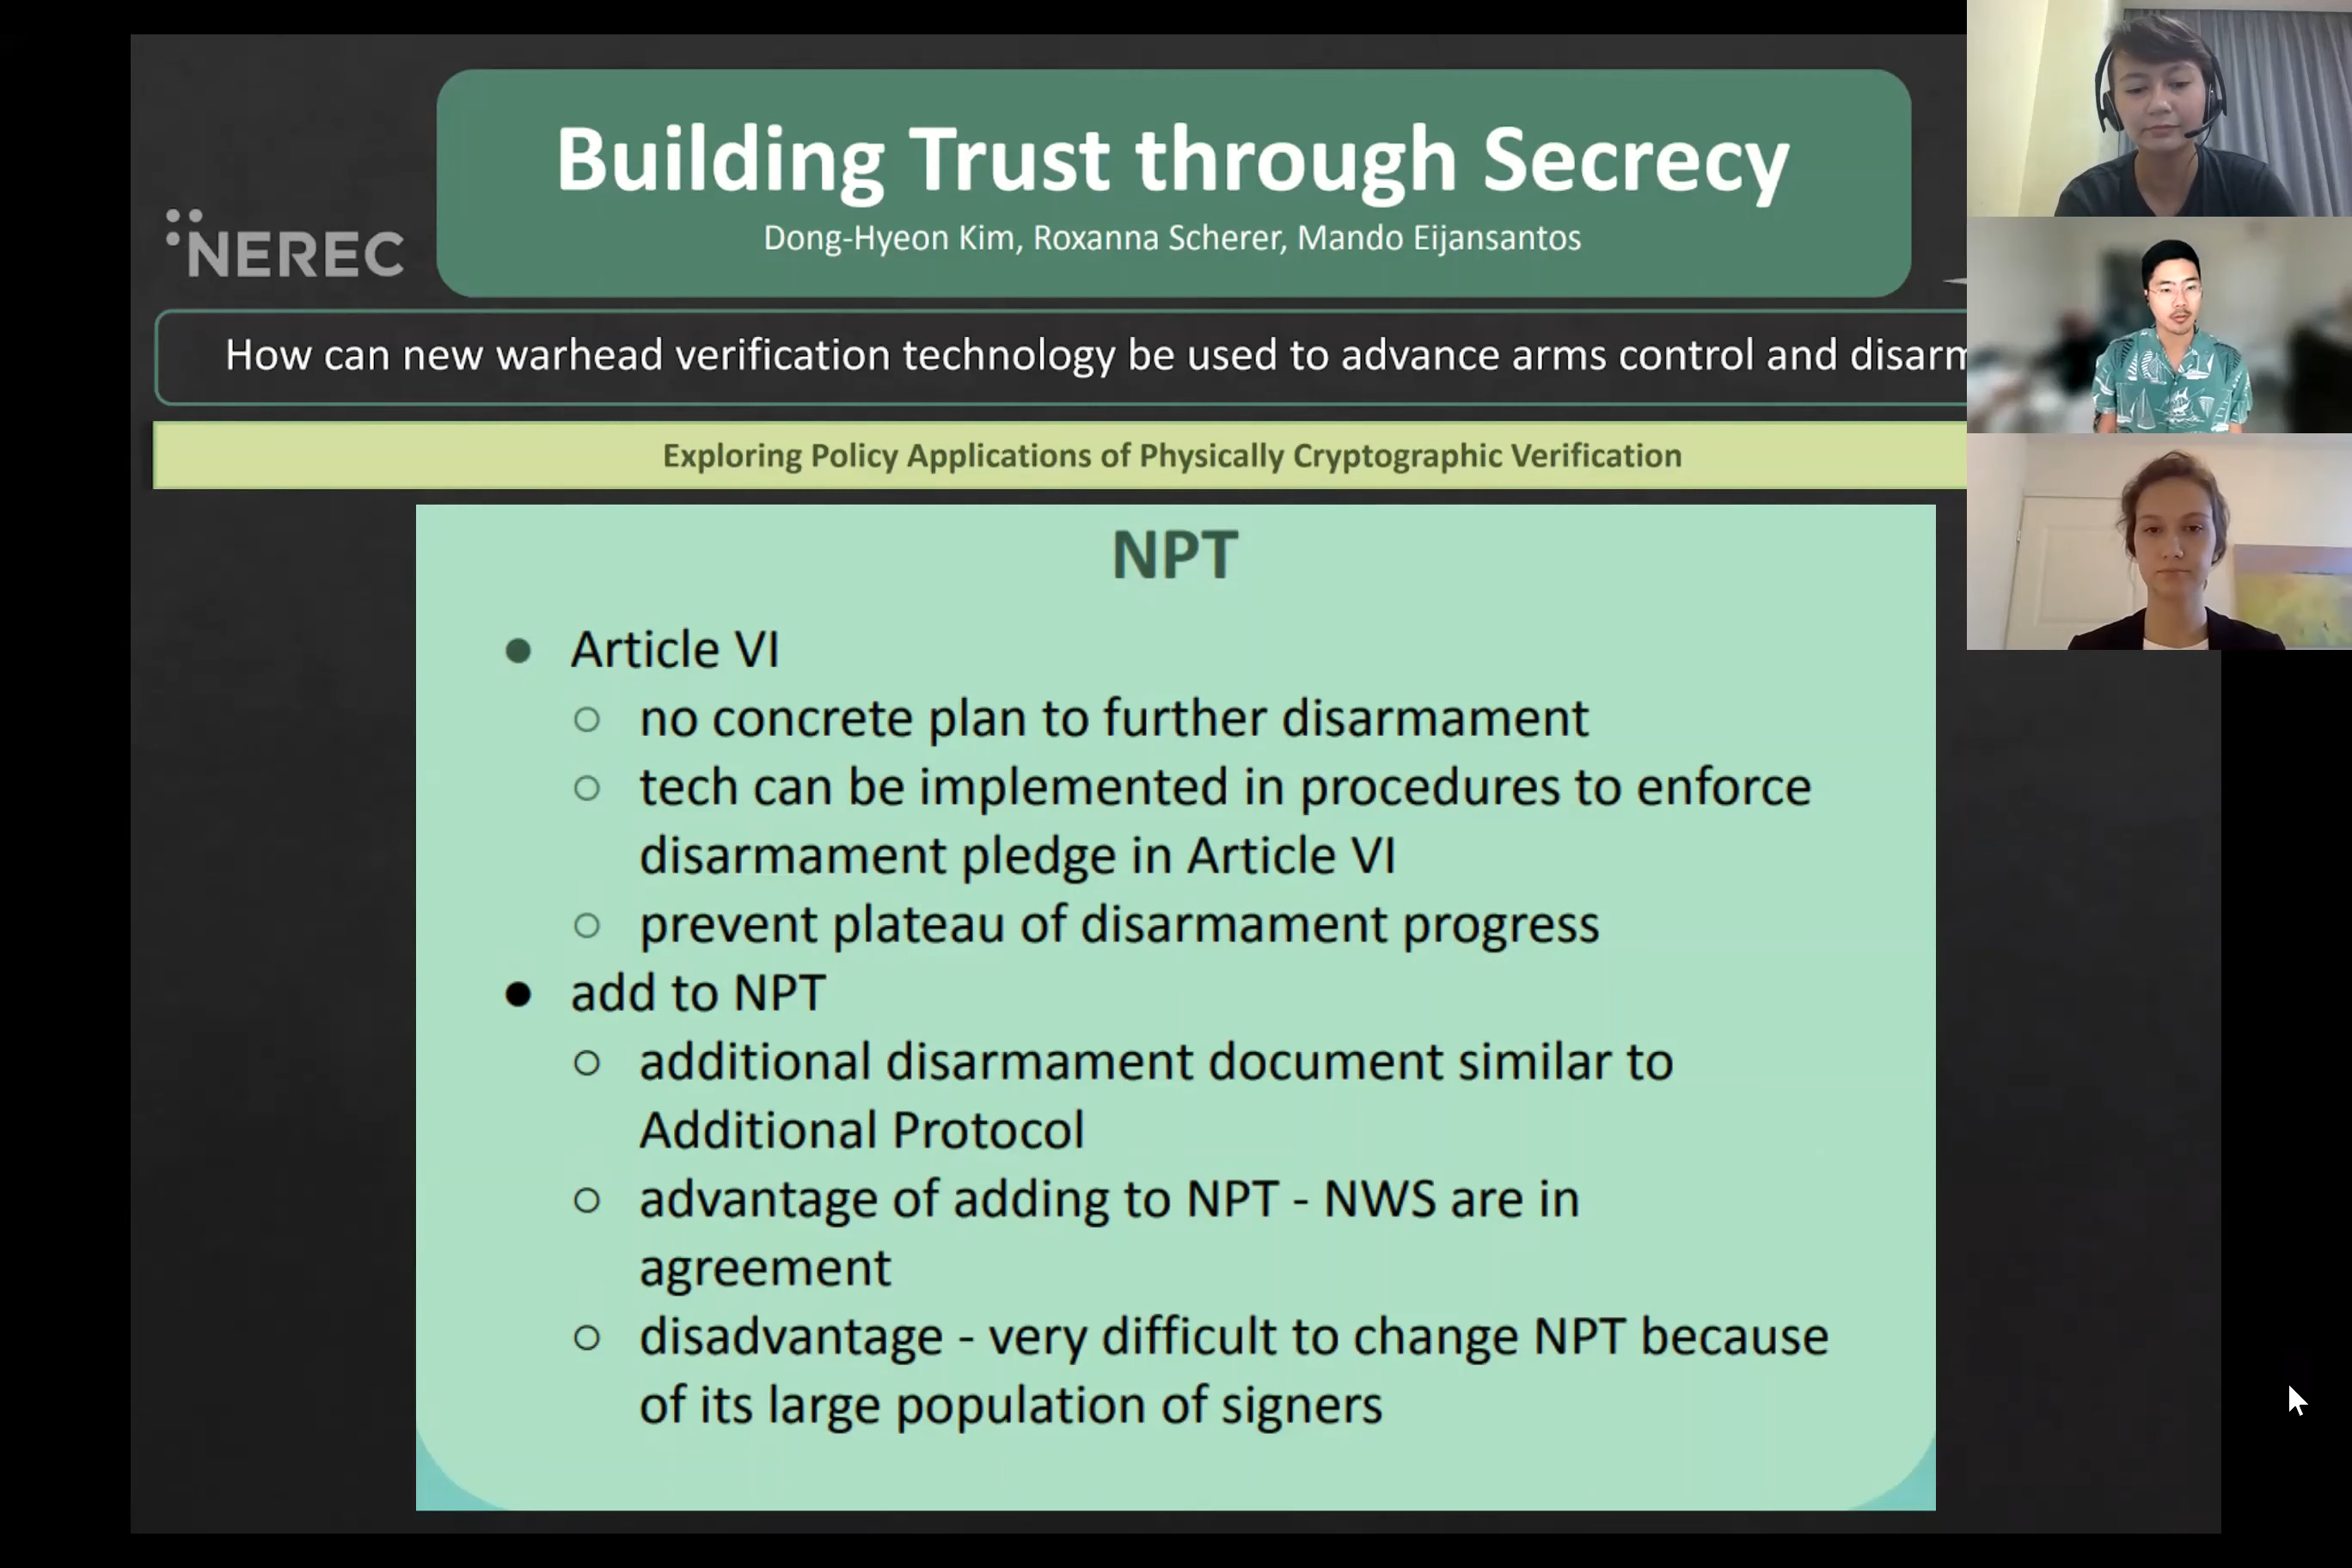 Building Trust through Secrecy
Dong-Hyeon Kim, Roxanna Scherer, Mando Eijansantos
NEREC
How can new warhead verification technology be used to advance arms control and
Exploring Policy Applications of Physically Cryptographic Verification
NPT
● Article VI
○ no concrete plan to further disarmament
○ tech can be implemented in procedures to enforce
disarmament pledge in Article VI
○ prevent plateau of disarmament progress
● add to NPT
○ additional disarmament document similar to
Additional Protocol
○ advantage of adding to NPT - NWS are in
agreement
○ disadvantage - very difficult to change NPT because
of its large population of signers